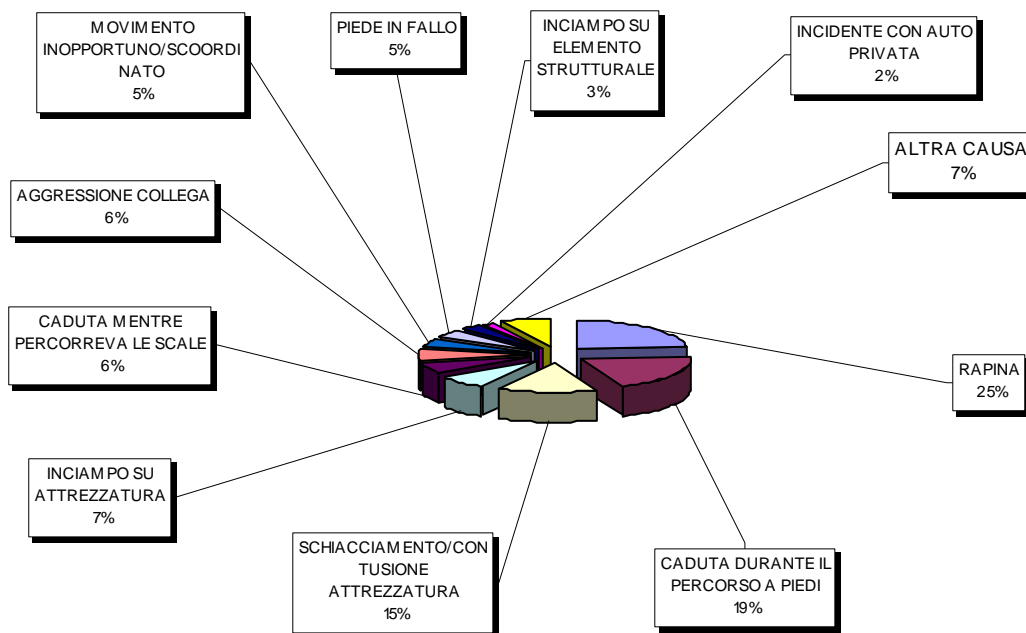 MOVIMENTO
INOPPORTUNO/SCOORDI
NATO
5%
PIEDE IN FALLO
5%
INCIAMPO SU
ELEMENTO
STRUTTURALE
3%
INCIDENTE CON AUTO
PRIVATA
2%
ALTRA CAUSA
7%
AGGRESSIONE COLLEGA
6%
CADUTA MENTRE
PERCORREVA LE SCALE
6%
RAPINA
25%
INCIAMPO SU
ATTREZZATURA
7%
SCHIACCIAMENTO/CON
TUSIONE
ATTREZZATURA
15%
CADUTA DURANTE IL
PERCORSO A PIEDI
19%